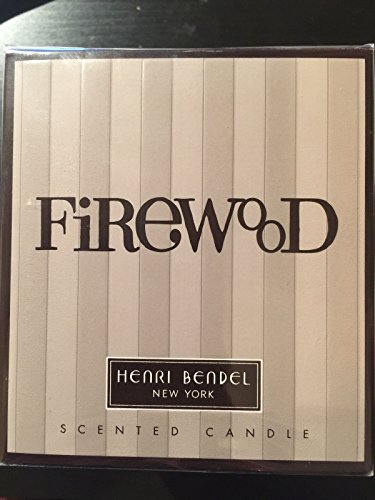 FiReWooD
HENRI BENDEL
NEW YORK
SCENTED CANDLE